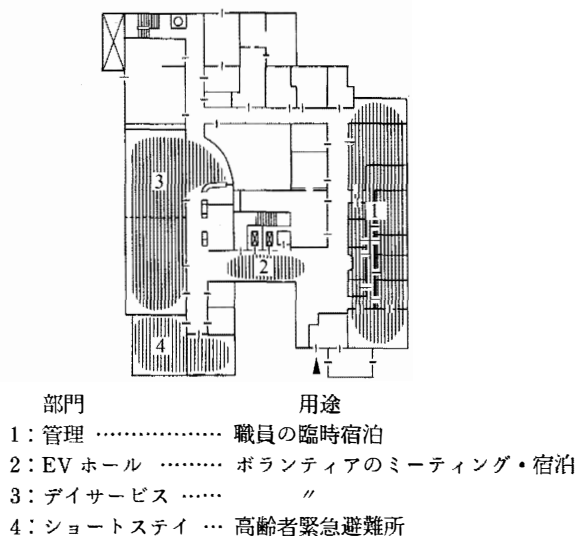 3
1
2
4
部門 用途
1：管理 ……………… 職員の臨時宿泊
2：EV ホール ……… ボランティアのミーティング・宿泊
3：デイサービス …… 〃
4：ショートステイ … 高齢者緊急避難所